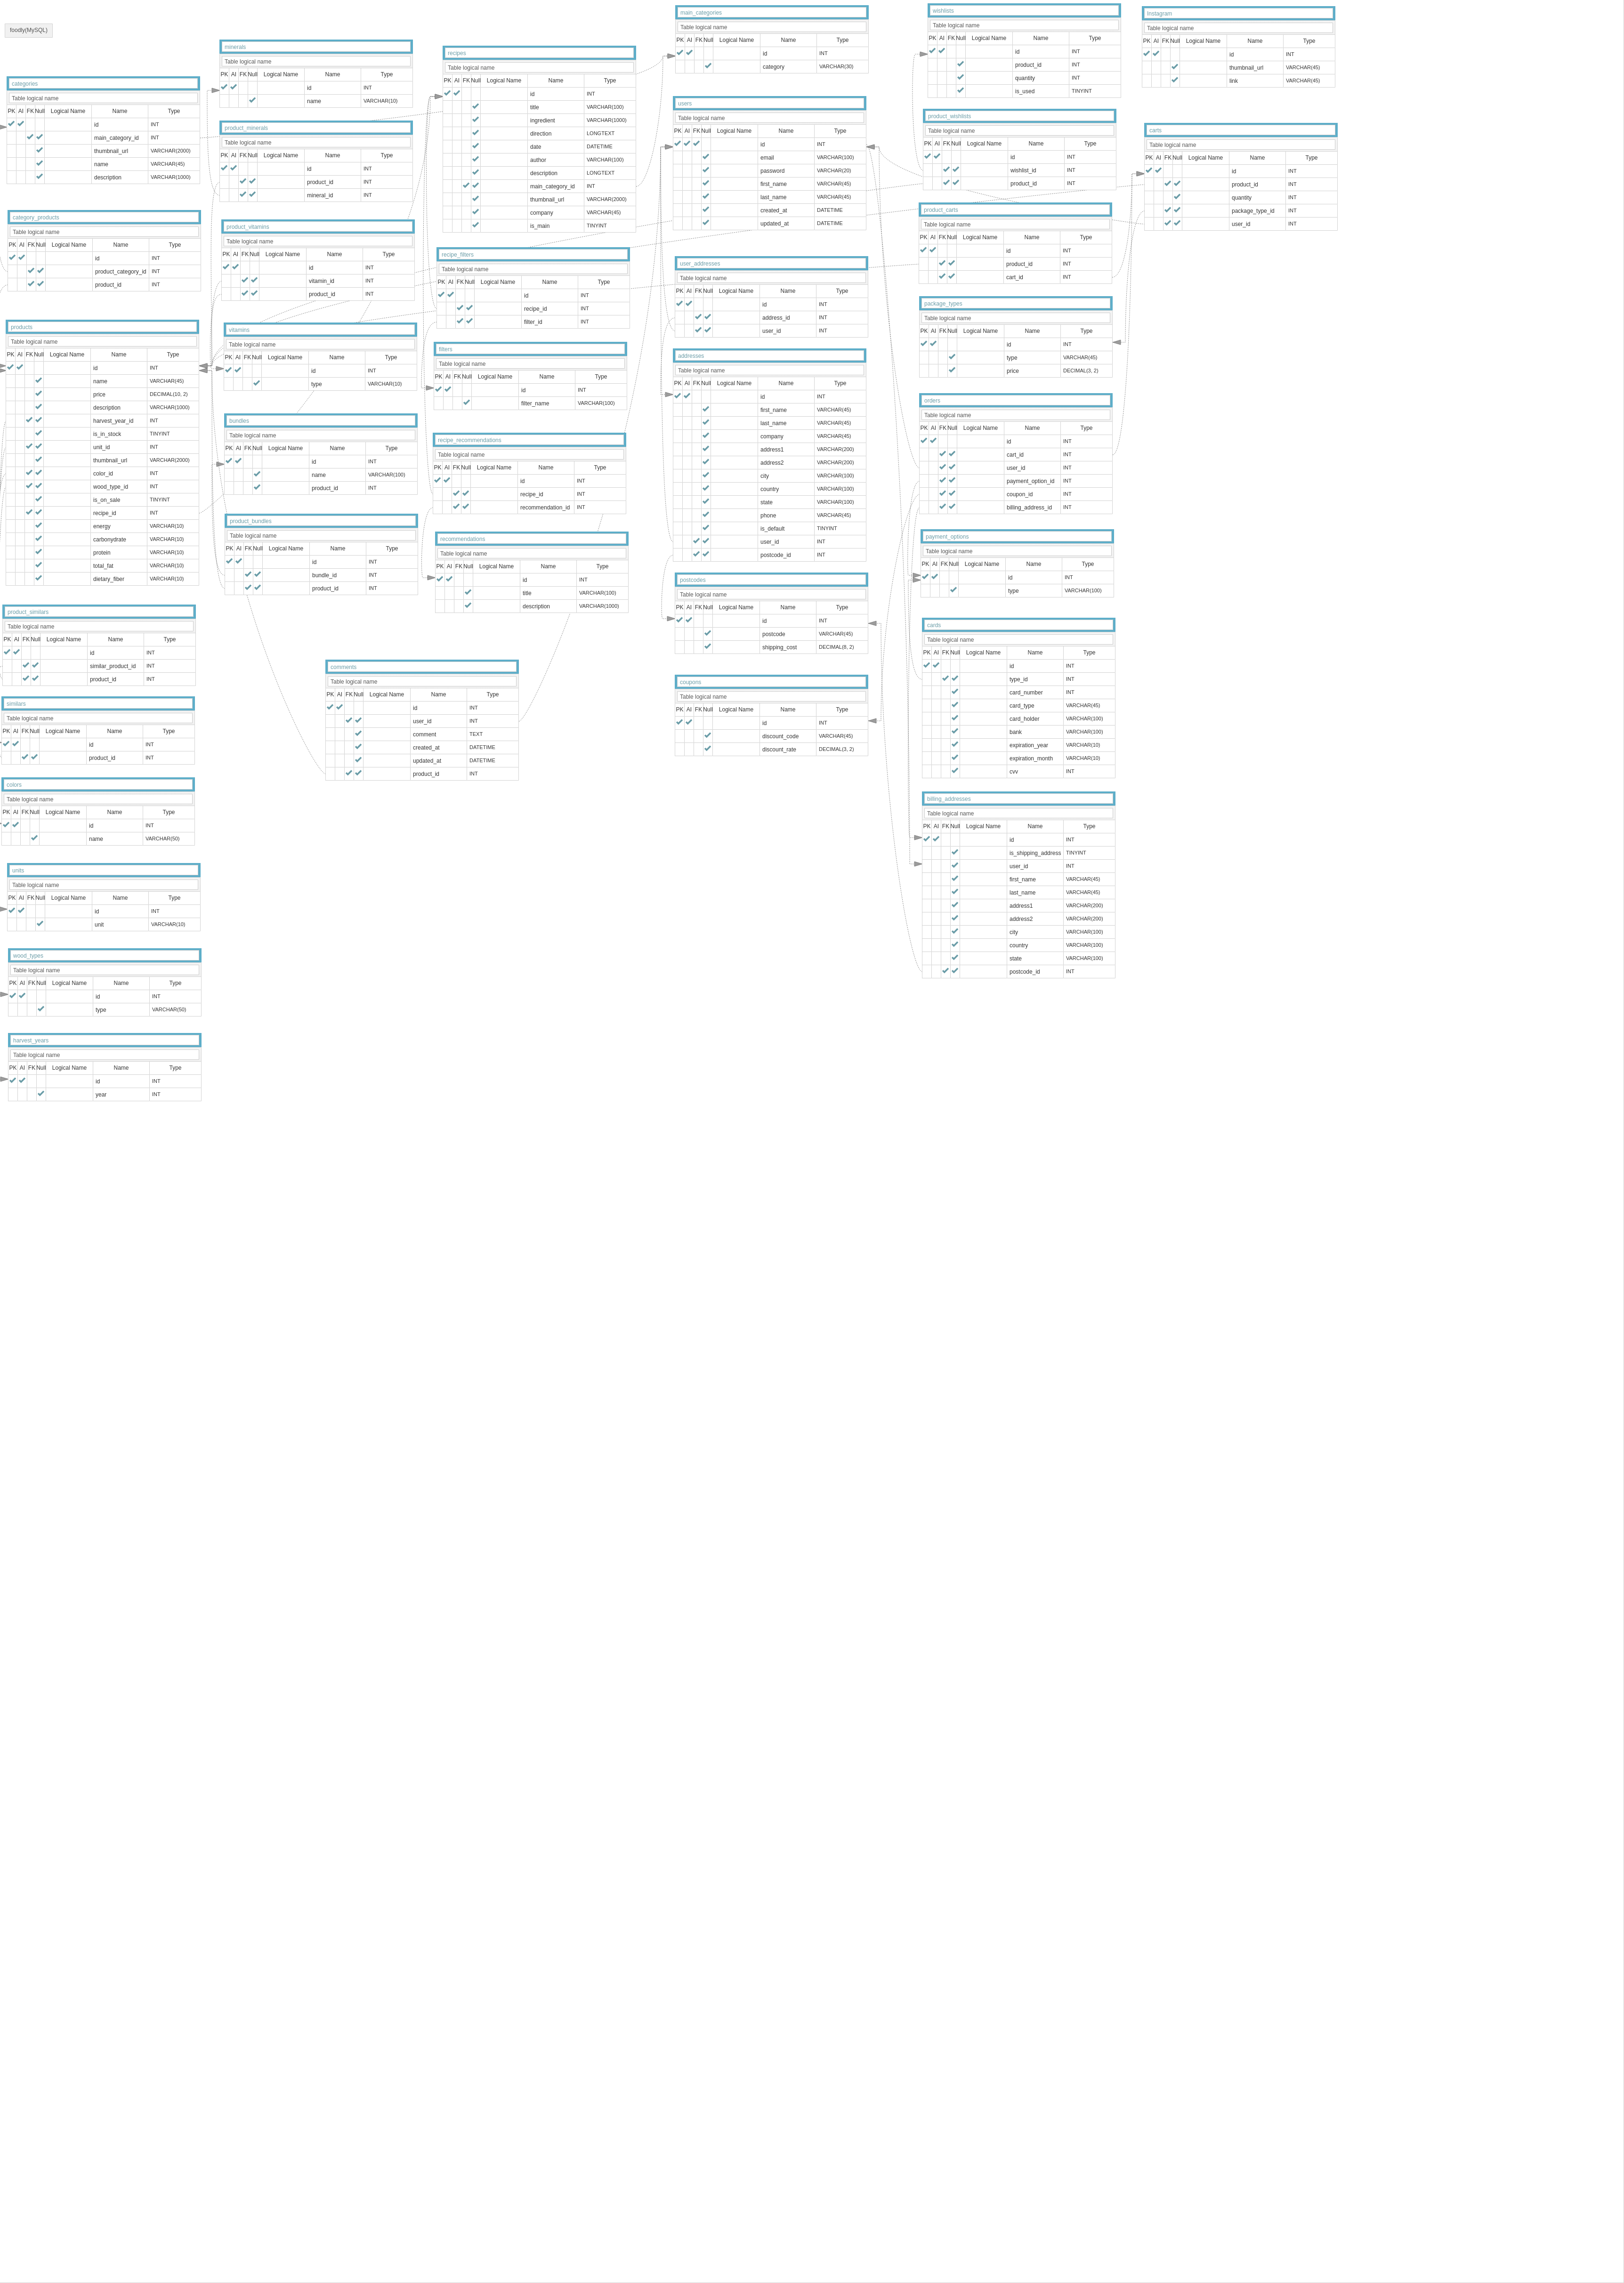 foodly(MySQL)
categories
Table logical name
PK AI FK Null Logical Name Name Type
id INT
main_category_id INT
thumbnail_url VARCHAR(2000)
name VARCHAR(45)
description VARCHAR(1000)
category_products
Table logical name
PK AI FK Null Logical Name Name Type
id INT
product_category_id INT
product_id INT
products
Table logical name
PK AI FK Null Logical Name Name Type
id INT
name VARCHAR(45)
price DECIMAL(10, 2)
description VARCHAR(1000)
harvest_year_id INT
is_in_stock TINYINT
unit_id INT
thumbnail_url VARCHAR(2000)
color_id INT
wood_type_id INT
is_on_sale TINYINT
recipe_id INT
energy VARCHAR(10)
carbonydrate VARCHAR(10)
protein VARCHAR(10)
total_fat VARCHAR(10)
dietary_fiber VARCHAR(10)
product_similars
Table logical name
PK AI FK Null Logical Name Name Type
id INT
similar_product_id INT
product_id INT
similars
Table logical name
PK AI FK Null Logical Name Name Type
id INT
product_id INT
colors
Table logical name
PK AI FK Null Logical Name Name Type
id INT
name VARCHAR(50)
units
Table logical name
PK AI FK Null Logical Name Name Type
id INT
unit VARCHAR(10)
wood_types
Table logical name
PK AI FK Null Logical Name Name Type
id INT
type VARCHAR(50)
harvest_years
Table logical name
PK AI FK Null Logical Name Name Type
id INT
year INT
minerals
Table logical name
PK AI FK Null Logical Name Name Type
id INT
name VARCHAR(10)
product_minerals
Table logical name
PK AI FK Null Logical Name Name Type
id INT
product_id INT
mineral_id INT
product_vitamins
Table logical name
PK AI FK Null Logical Name Name Type
id INT
vitamin_id INT
product_id INT
vitamins
Table logical name
PK AI FK Null Logical Name Name Type
id INT
type VARCHAR(10)
bundles
Table logical name
PK AI FK Null Logical Name Name Type
id INT
name VARCHAR(100)
product_id INT
product_bundles
Table logical name
PK AI FK Null Logical Name Name Type
id INT
bundle_id INT
product_id INT
comments
Table logical name
PK AI FK Null Logical Name Name Type
id INT
user_id INT
comment TEXT
created_at DATETIME
updated_at DATETIME
product_id INT
recipes
Table logical name
PK AI FK Null Logical Name Name Type
id INT
title VARCHAR(100)
ingredient VARCHAR(1000)
direction LONGTEXT
date DATETIME
author VARCHAR(100)
description LONGTEXT
main_category_id INT
thumbnail_url VARCHAR(2000)
company VARCHAR(45)
is_main TINYINT
recipe_filters
Table logical name
PK AI FK Null Logical Name Name Type
id INT
recipe_id INT
filter_id INT
filters
Table logical name
PK AI FK Null Logical Name Name Type
id INT
filter_name VARCHAR(100)
recipe_recommendations
Table logical name
PK AI FK Null Logical Name Name Type
id INT
recipe_id INT
recommendation_id INT
recommendations
Table logical name
PK AI FK Null Logical Name Name Type
id INT
title VARCHAR(100)
description VARCHAR(1000)
main_categories
Table logical name
PK AI FK Null Logical Name Name Type
id INT
category VARCHAR(30)
users
Table logical name
PK AI FK Null Logical Name Name Type
id INT
email VARCHAR(100)
password VARCHAR(20)
first_name VARCHAR(45)
last_name VARCHAR(45)
created_at DATETIME
updated_at DATETIME
user_addresses
Table logical name
PK AI FK Null Logical Name Name Type
id INT
address_id INT
user_id INT
addresses
Table logical name
PK AI FK Null Logical Name Name Type
id INT
first_name VARCHAR(45)
last_name VARCHAR(45)
company VARCHAR(45)
address1 VARCHAR(200)
address2 VARCHAR(200)
city VARCHAR(100)
country VARCHAR(100)
state VARCHAR(100)
phone VARCHAR(45)
is_default TINYINT
user_id INT
postcode_id INT
postcodes
Table logical name
PK AI FK Null Logical Name Name Type
id INT
postcode VARCHAR(45)
shipping_cost DECIMAL(8, 2)
coupons
Table logical name
PK AI FK Null Logical Name Name Type
id INT
discount_code VARCHAR(45)
discount_rate DECIMAL(3, 2)
wishlists
Table logical name
PK AI FK Null Logical Name Name Type
id INT
product_id INT
quantity INT
is_used TINYINT
product_wishlists
Table logical name
PK AI FK Null Logical Name Name Type
id INT
wishlist_id INT
product_id INT
product_carts
Table logical name
PK AI FK Null Logical Name Name Type
id INT
product_id INT
cart_id INT
package_types
Table logical name
PK AI FK Null Logical Name Name Type
id INT
type VARCHAR(45)
price DECIMAL(3, 2)
orders
Table logical name
PK AI FK Null Logical Name Name Type
id INT
cart_id INT
user_id INT
payment_option_id INT
coupon_id INT
billing_address_id INT
payment_options
Table logical name
PK AI FK Null Logical Name Name Type
id INT
type VARCHAR(100)
cards
Table logical name
PK AI FK Null Logical Name Name Type
id INT
type_id INT
card_number INT
card_type VARCHAR(45)
card_holder VARCHAR(100)
bank VARCHAR(100)
expiration_year VARCHAR(10)
expiration_month VARCHAR(10)
cvv INT
billing_addresses
Table logical name
PK AI FK Null Logical Name Name Type
id INT
is_shipping_address TINYINT
user_id INT
first_name VARCHAR(45)
last_name VARCHAR(45)
address1 VARCHAR(200)
address2 VARCHAR(200)
city VARCHAR(100)
country VARCHAR(100)
state VARCHAR(100)
postcode_id INT
Instagram
Table logical name
PK AI FK Null Logical Name Name Type
id INT
thumbnail_url VARCHAR(45)
link VARCHAR(45)
carts
Table logical name
PK AI FK Null Logical Name Name Type
id INT
product_id INT
quantity INT
package_type_id INT
user_id INT